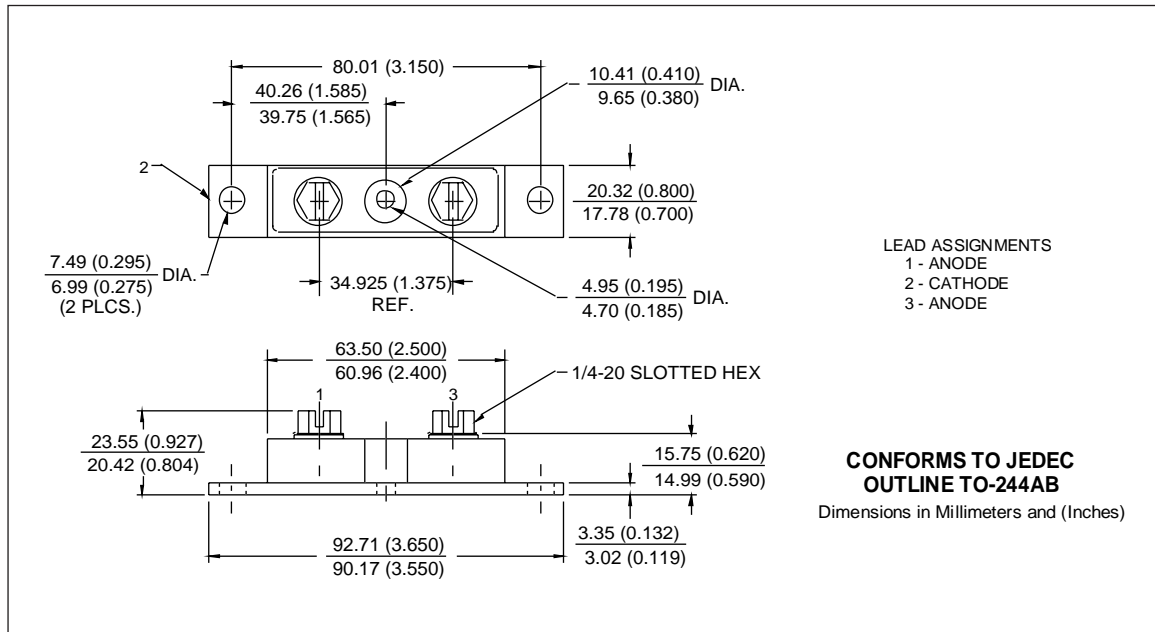 80.01 (3.150)
40.26 (1.585)
39.75 (1.565)
10.41 (0.410)
9.65 (0.380)
DIA.
2
20.32 (0.800)
17.78 (0.700)
7.49 (0.295)
6.99 (0.275)
DIA.
(2 PLCS.)
34.925 (1.375)
REF.
4.95 (0.195)
4.70 (0.185)
DIA.
LEAD ASSIGNMENTS
1 - ANODE
2 - CATHODE
3 - ANODE
63.50 (2.500)
60.96 (2.400)
1/4-20 SLOTTED HEX
1
3
23.55 (0.927)
20.42 (0.804)
15.75 (0.620)
14.99 (0.590)
3.35 (0.132)
3.02 (0.119)
92.71 (3.650)
90.17 (3.550)
CONFORMS TO JEDEC
OUTLINE TO-244AB
Dimensions in Millimeters and (Inches)